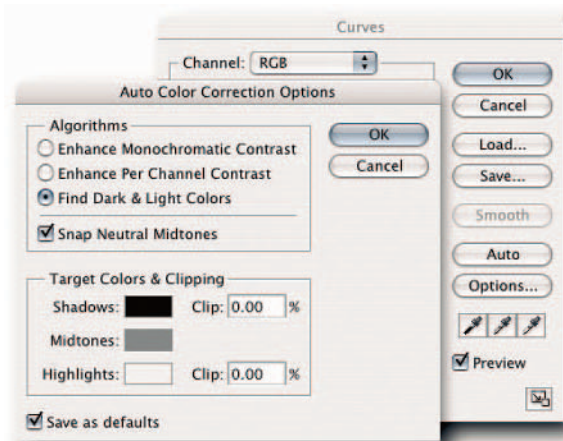 Curves
Channel: RGB
OK
Cancel
Load...
Save...
Smooth
Auto
Options...
Preview
Auto Color Correction Options
Algorithms
Enhance Monochromatic Contrast
Enhance Per Channel Contrast
Find Dark & Light Colors
Snap Neutral Midtones
OK
Cancel
Target Colors & Clipping
Shadows: Clip: 0.00 %
Midtones:
Highlights: Clip: 0.00 %
Save as defaults